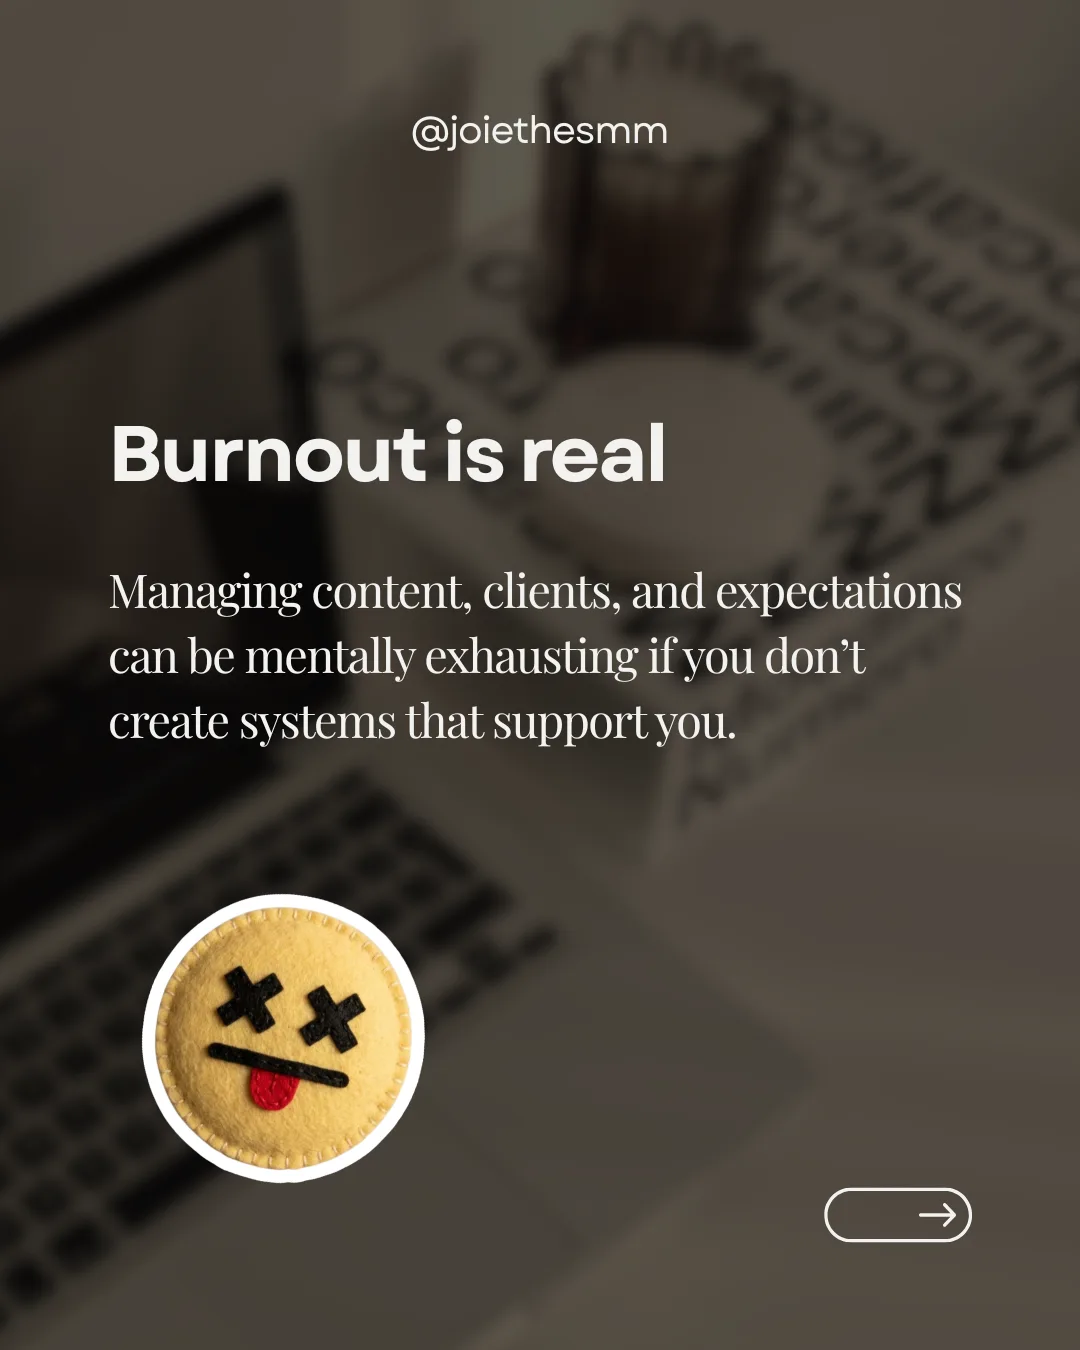 @joiethesmm
Burnout is real
Managing content, clients, and expectations
can be mentally exhausting if you don’t
create systems that support you.